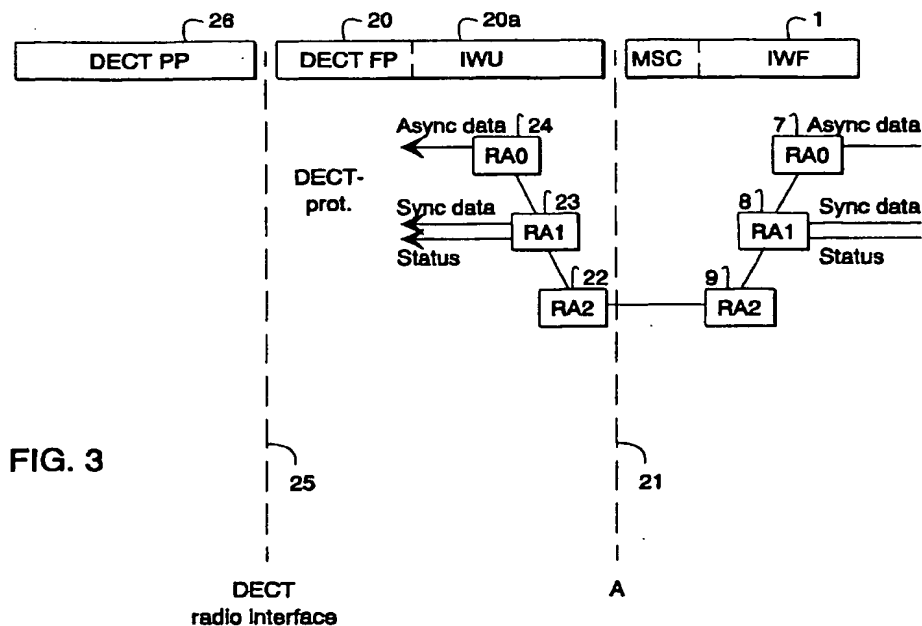 26 20 20a 1
DECT PP DECT FP IWU MSC IWF
Async data 24 7 Async data
RA0 RA0
DECT-
prot.
Sync data 23 8 Sync data
RA1 RA1
Status Status
22 9
RA2 RA2
FIG. 3
25 21
DECT A
radio interface